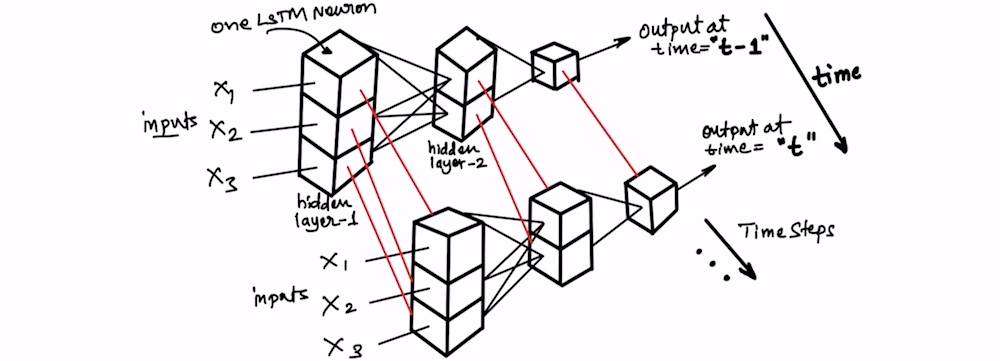 one LSTM Neuron
x1
inputs x2
x3
hidden
layer-1
hidden
layer-2
output at
time="t-1"
time
output at
time= "t"
x1
inputs x2
x3
Time Steps